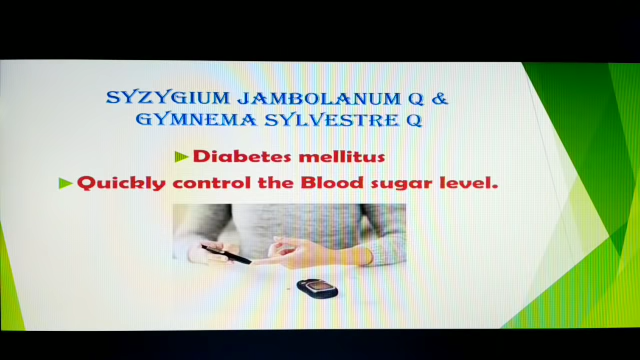 SYZYGIUM JAMBOLANUM Q &
GYMNEMA SYLVESTRE Q
Diabetes mellitus
Quickly control the Blood sugar level.